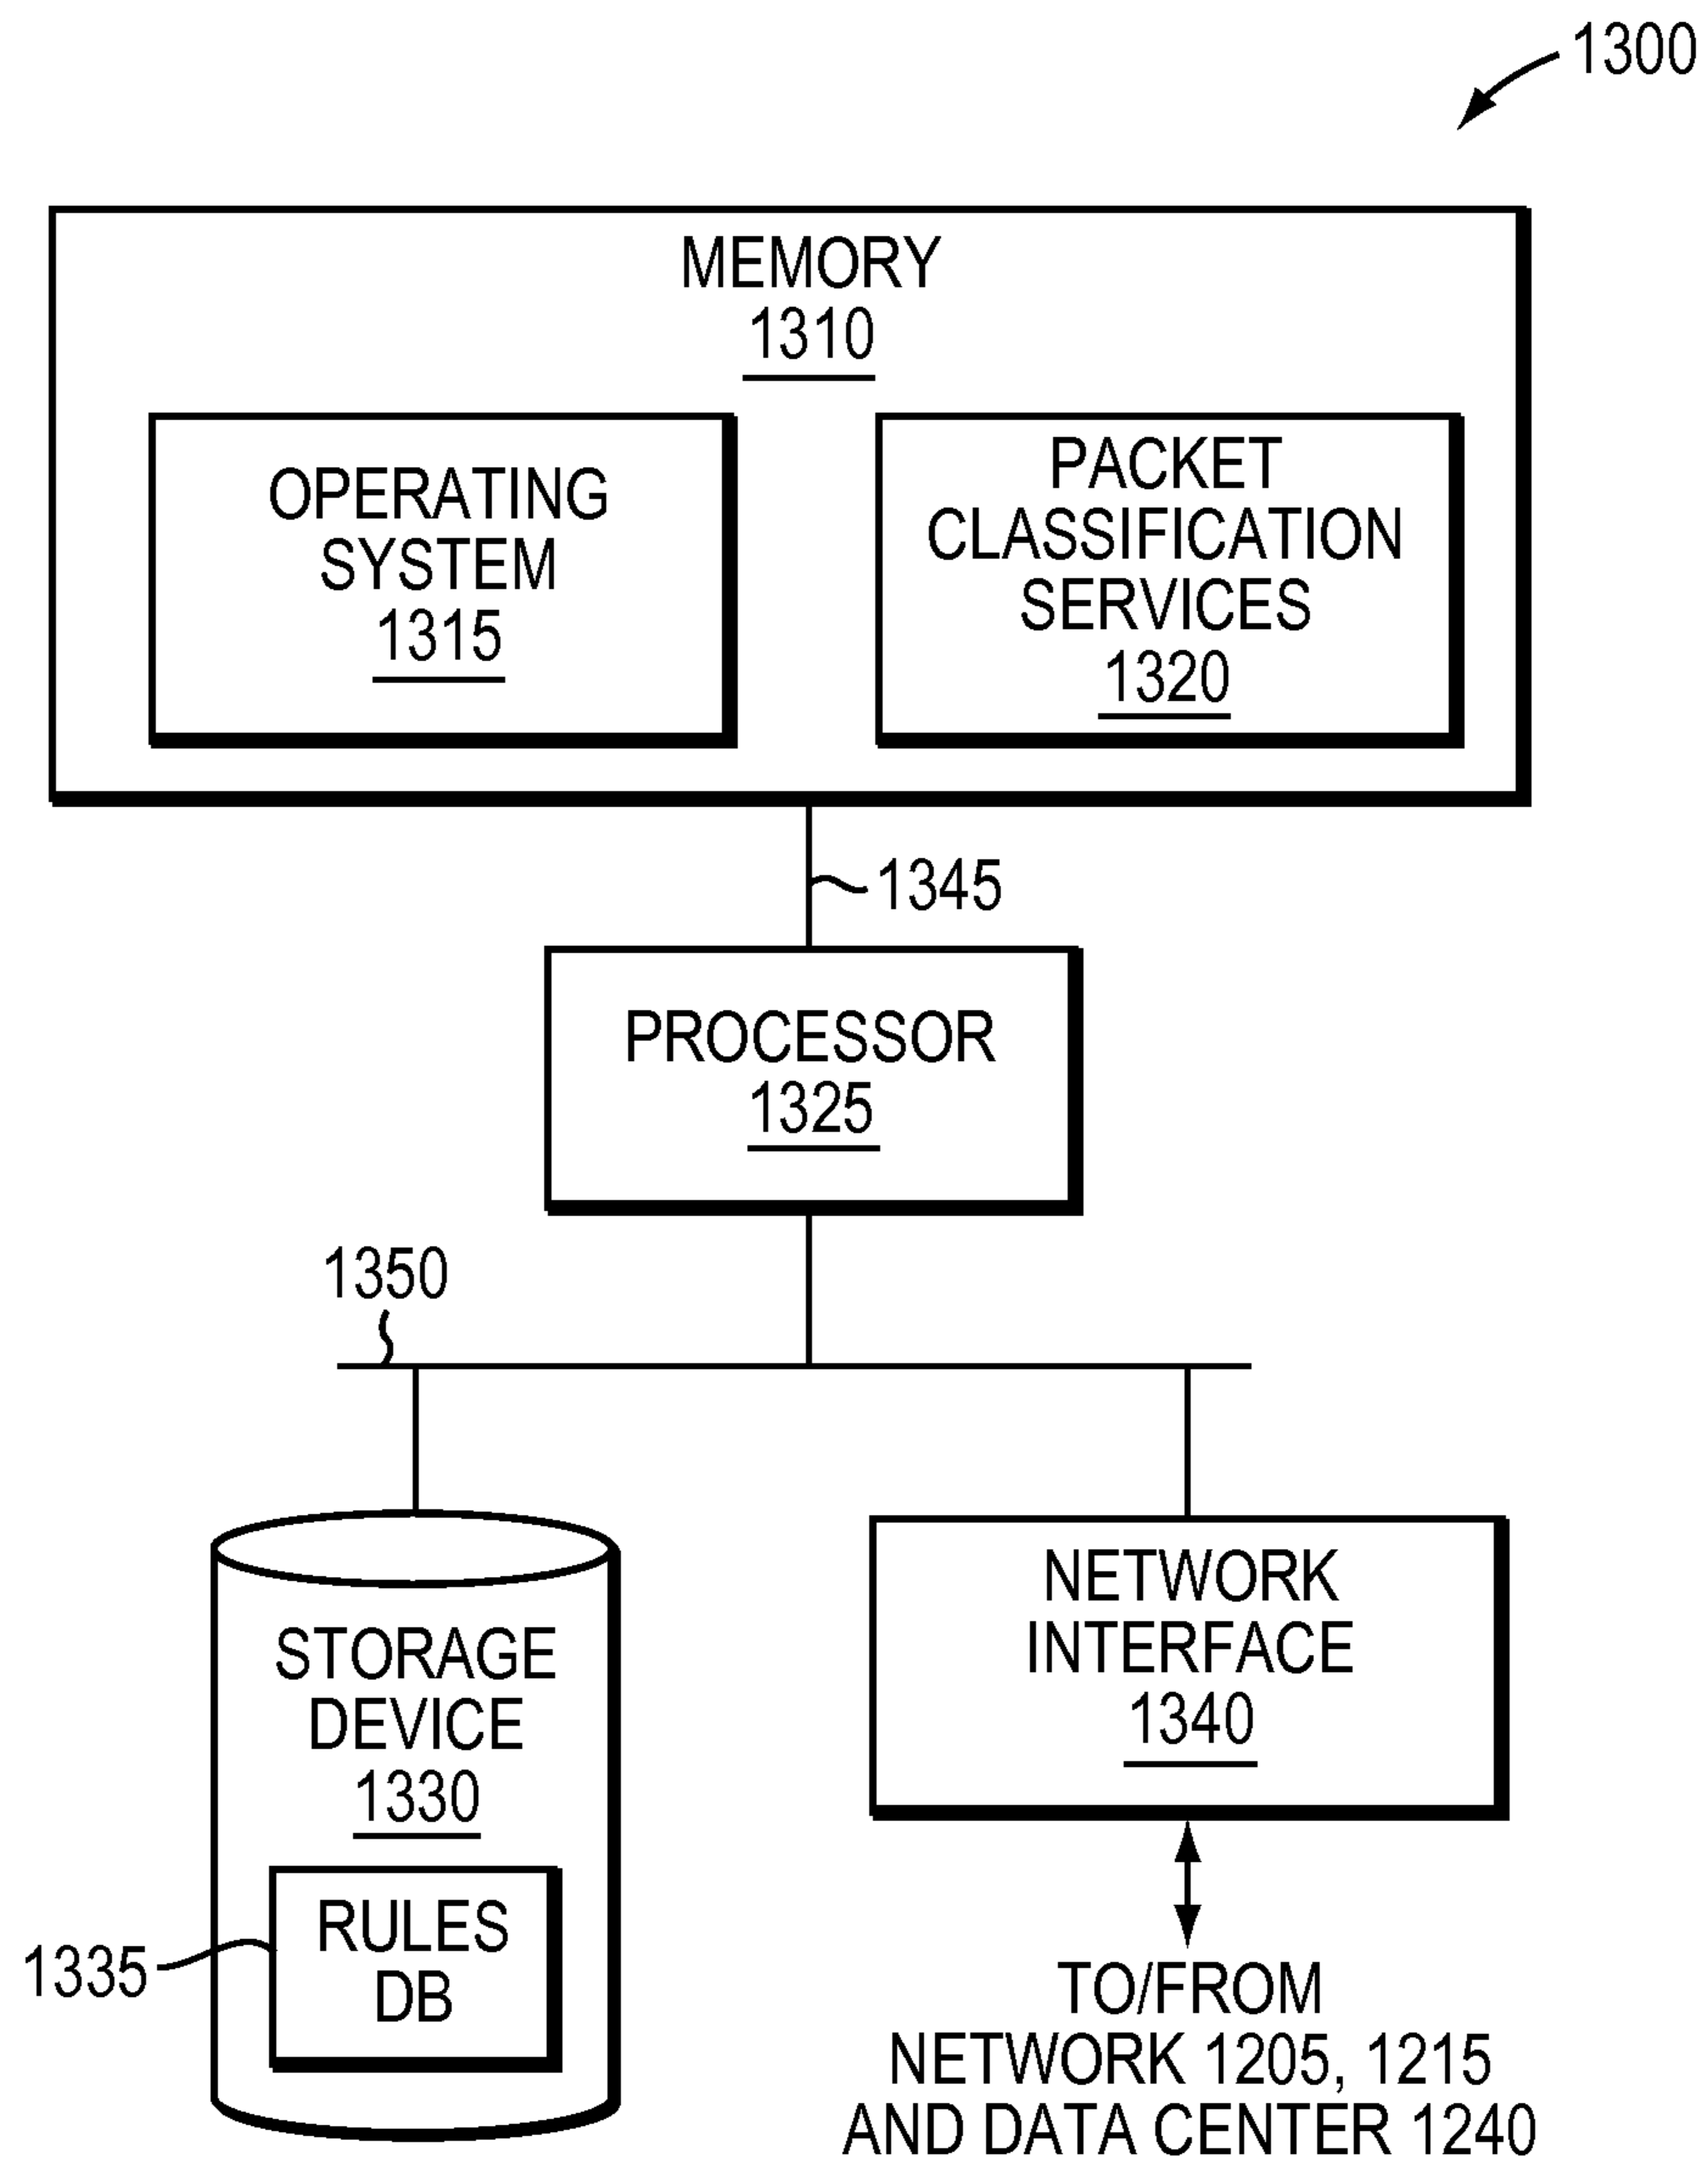 1300
MEMORY
1310
OPERATING
SYSTEM
1315
PACKET
CLASSIFICATION
SERVICES
1320
1345
PROCESSOR
1325
1350
STORAGE
DEVICE
1330
RULES
DB
1335
NETWORK
INTERFACE
1340
TO/FROM
NETWORK 1205, 1215
AND DATA CENTER 1240